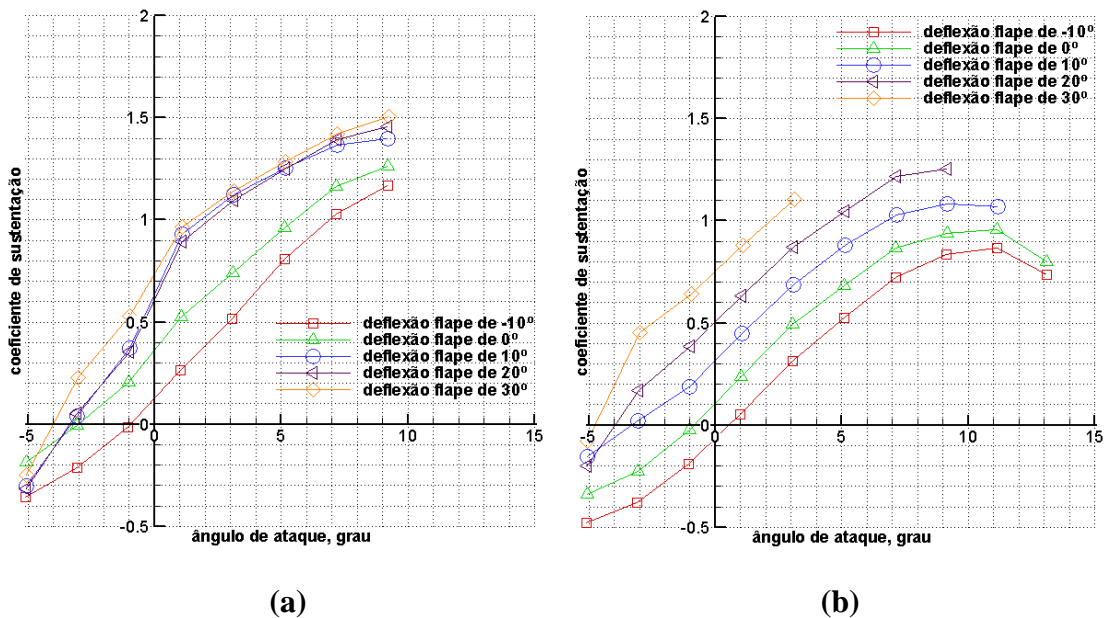 2
1.5
1
0.5
0
-0.5
-5
0
5
10
15
coeficiente de sustentação
ângulo de ataque, grau
deflexão flape de -10º
deflexão flape de 0º
deflexão flape de 10º
deflexão flape de 20º
deflexão flape de 30º
(a)
2
1.5
1
0.5
0
-0.5
-5
0
5
10
15
coeficiente de sustentação
ângulo de ataque, grau
deflexão flape de -10º
deflexão flape de 0º
deflexão flape de 10º
deflexão flape de 20º
deflexão flape de 30º
(b)